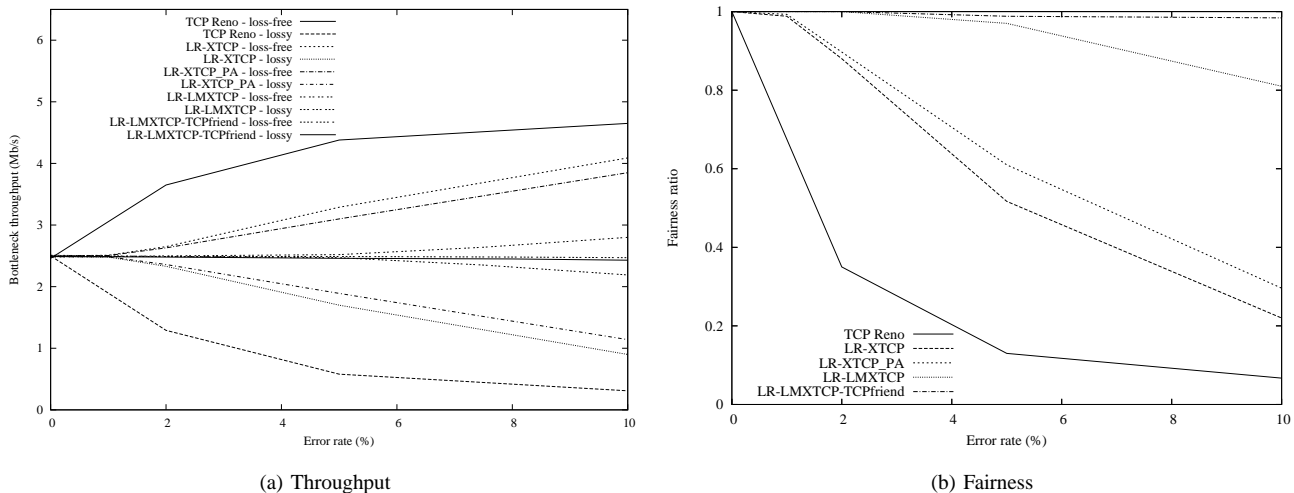 TCP Reno - loss-free
TCP Reno - lossy
LR-XTCP - loss-free
LR-XTCP - lossy
LR-XTCP_PA - loss-free
LR-XTCP_PA - lossy
LR-LMXTCP - loss-free
LR-LMXTCP - lossy
LR-LMXTCP-TCPfriend - loss-free
LR-LMXTCP-TCPfriend - lossy
Bottleneck throughput (Mb/s)
6
5
4
3
2
1
0
0 2 4 6 8 10
Error rate (%)
(a) Throughput
Fairness ratio
1
0.8
0.6
0.4
0.2
1
TCP Reno
LR-XTCP
LR-XTCP_PA
LR-LMXTCP
LR-LMXTCP-TCPfriend
0 2 4 6 8 10
Error rate (%)
(b) Fairness